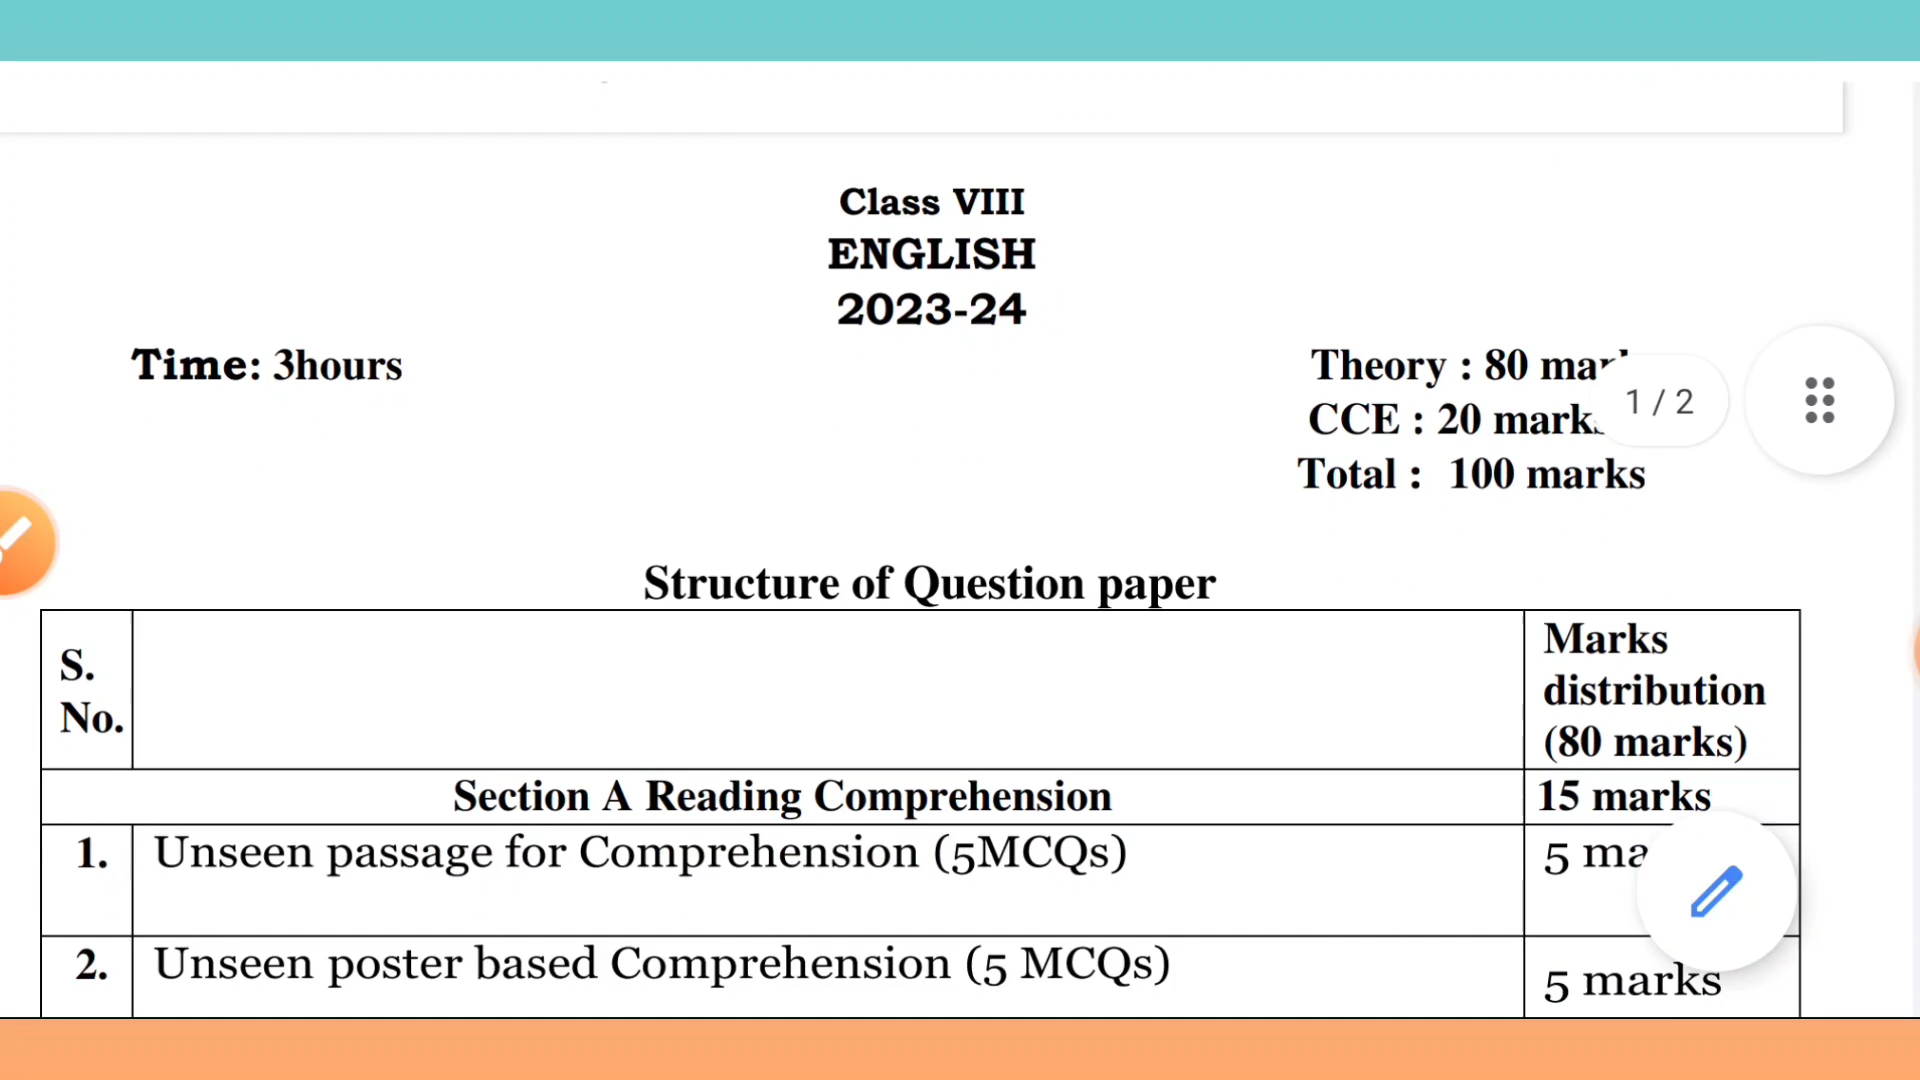 Class VIII
ENGLISH
2023-24
Time: 3hours
Theory : 80
CCE : 20
Total : 100 marks
1 / 2
Structure of Question paper
S.
No.
Marks
distribution
(80 marks)
Section A Reading Comprehension
15 marks
1. Unseen passage for Comprehension (5MCQs)
5
2. Unseen poster based Comprehension (5 MCQs)
5 marks